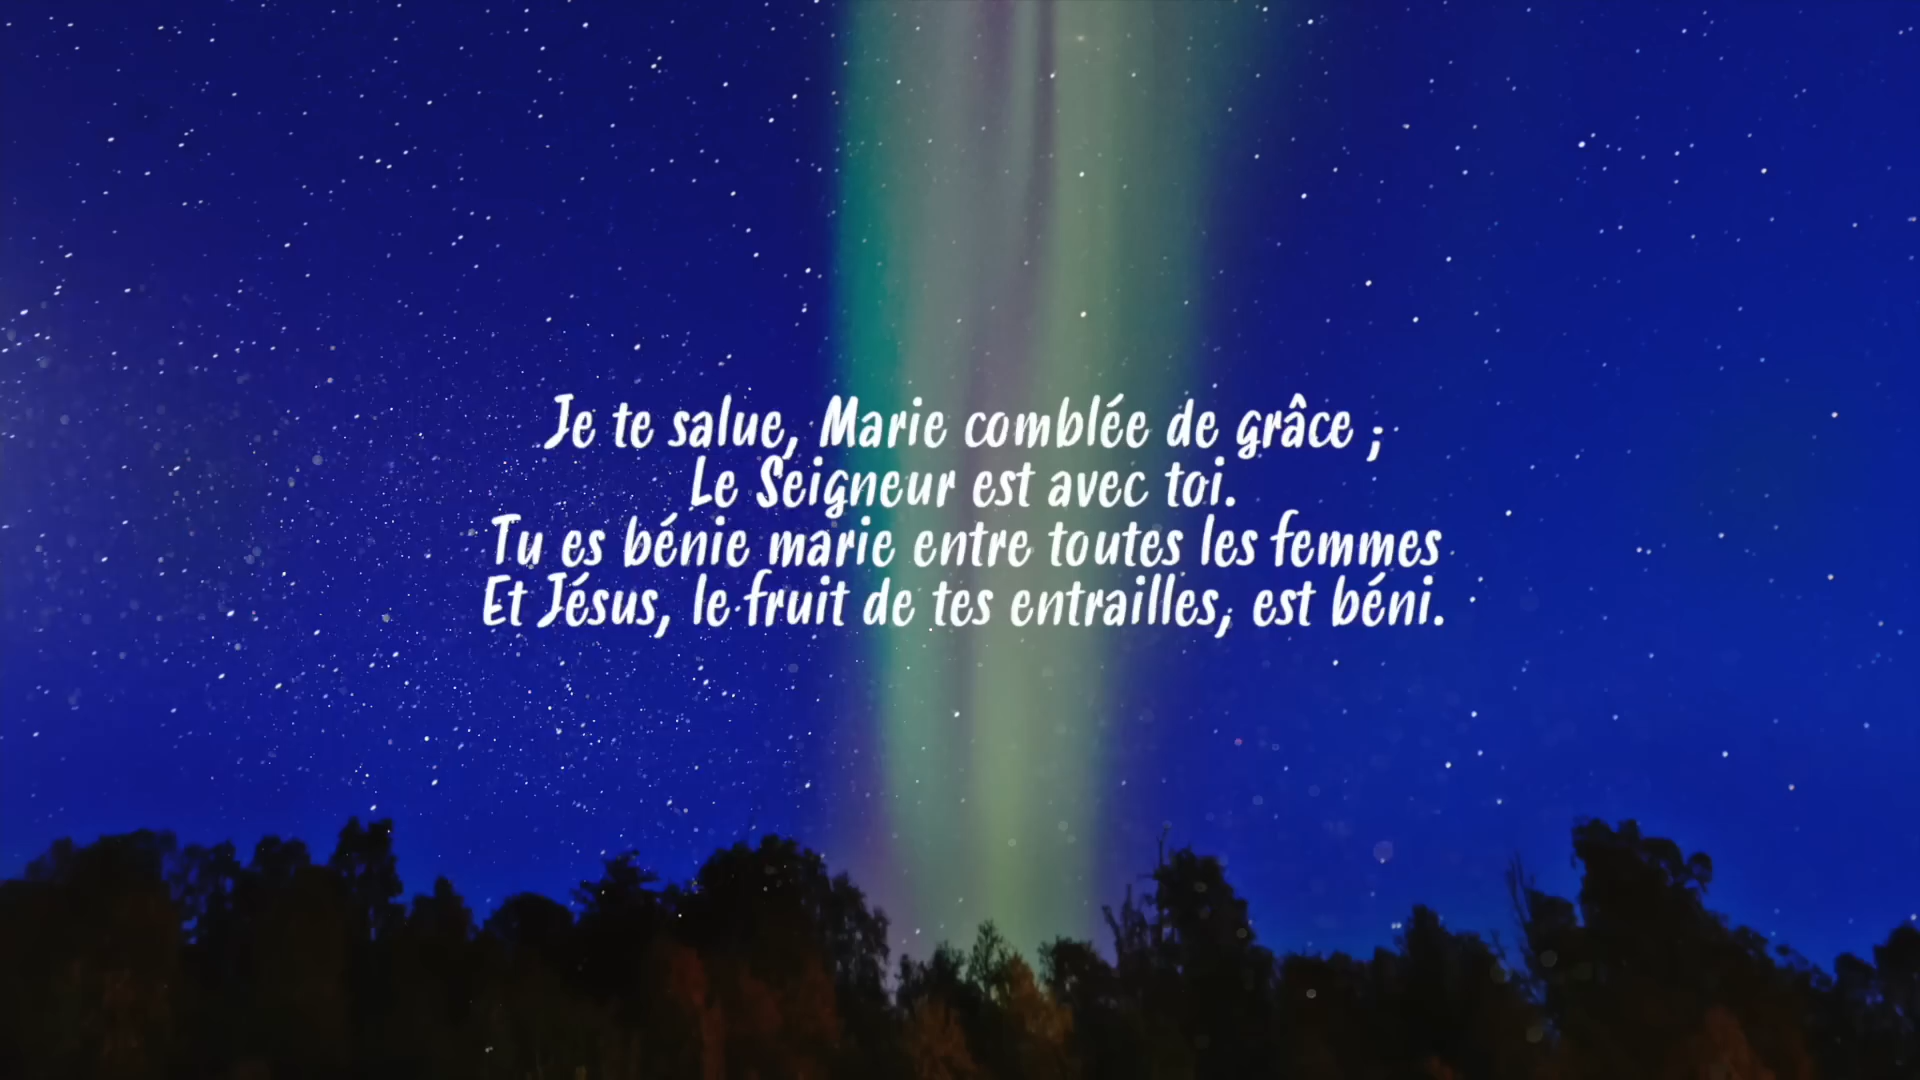 Je te salue, Marie comblée de grâce ;
Le Seigneur est avec toi.
Tu es bénie marie entre toutes les femmes
Et Jésus, le fruit de tes entrailles, est béni.